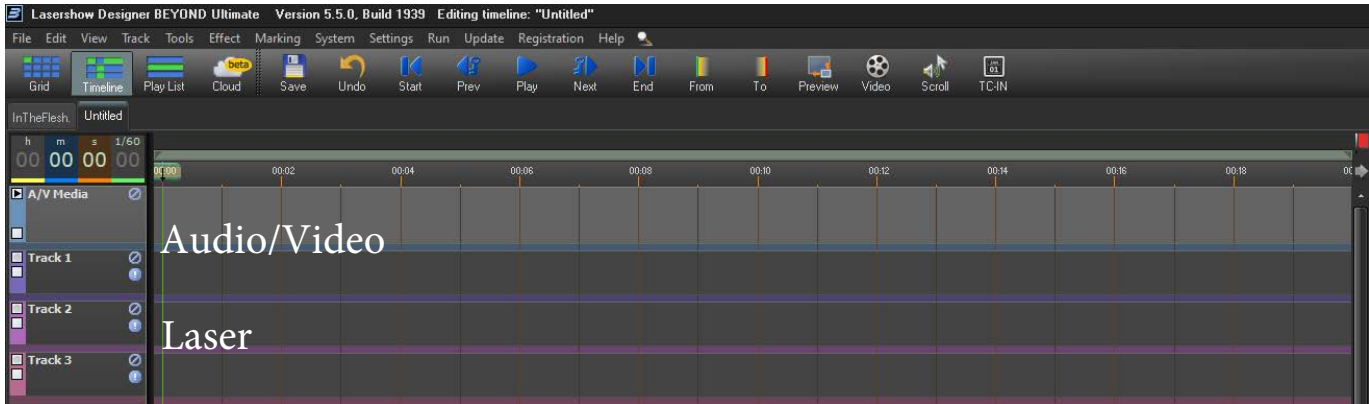 Lasershow Designer BEYOND Ultimate Version 5.5.0, Build 1939 Editing timeline: "Untitled"
File Edit View Track Tools Effect Marking System Settings Run Update Registration Help
beta
Grid Timeline Play List Cloud Save Undo Start Prev Play Next End From To Preview Video Scroll TC-IN
InTheFlesh. Untitled
h m s 1/60
00 00 00 00
00:00 00:02 00:04 00:06 00:08 00:10 00:12 00:14 00:16 00:18
A/V Media
Audio/Video
Track 1
Track 2
Laser
Track 3